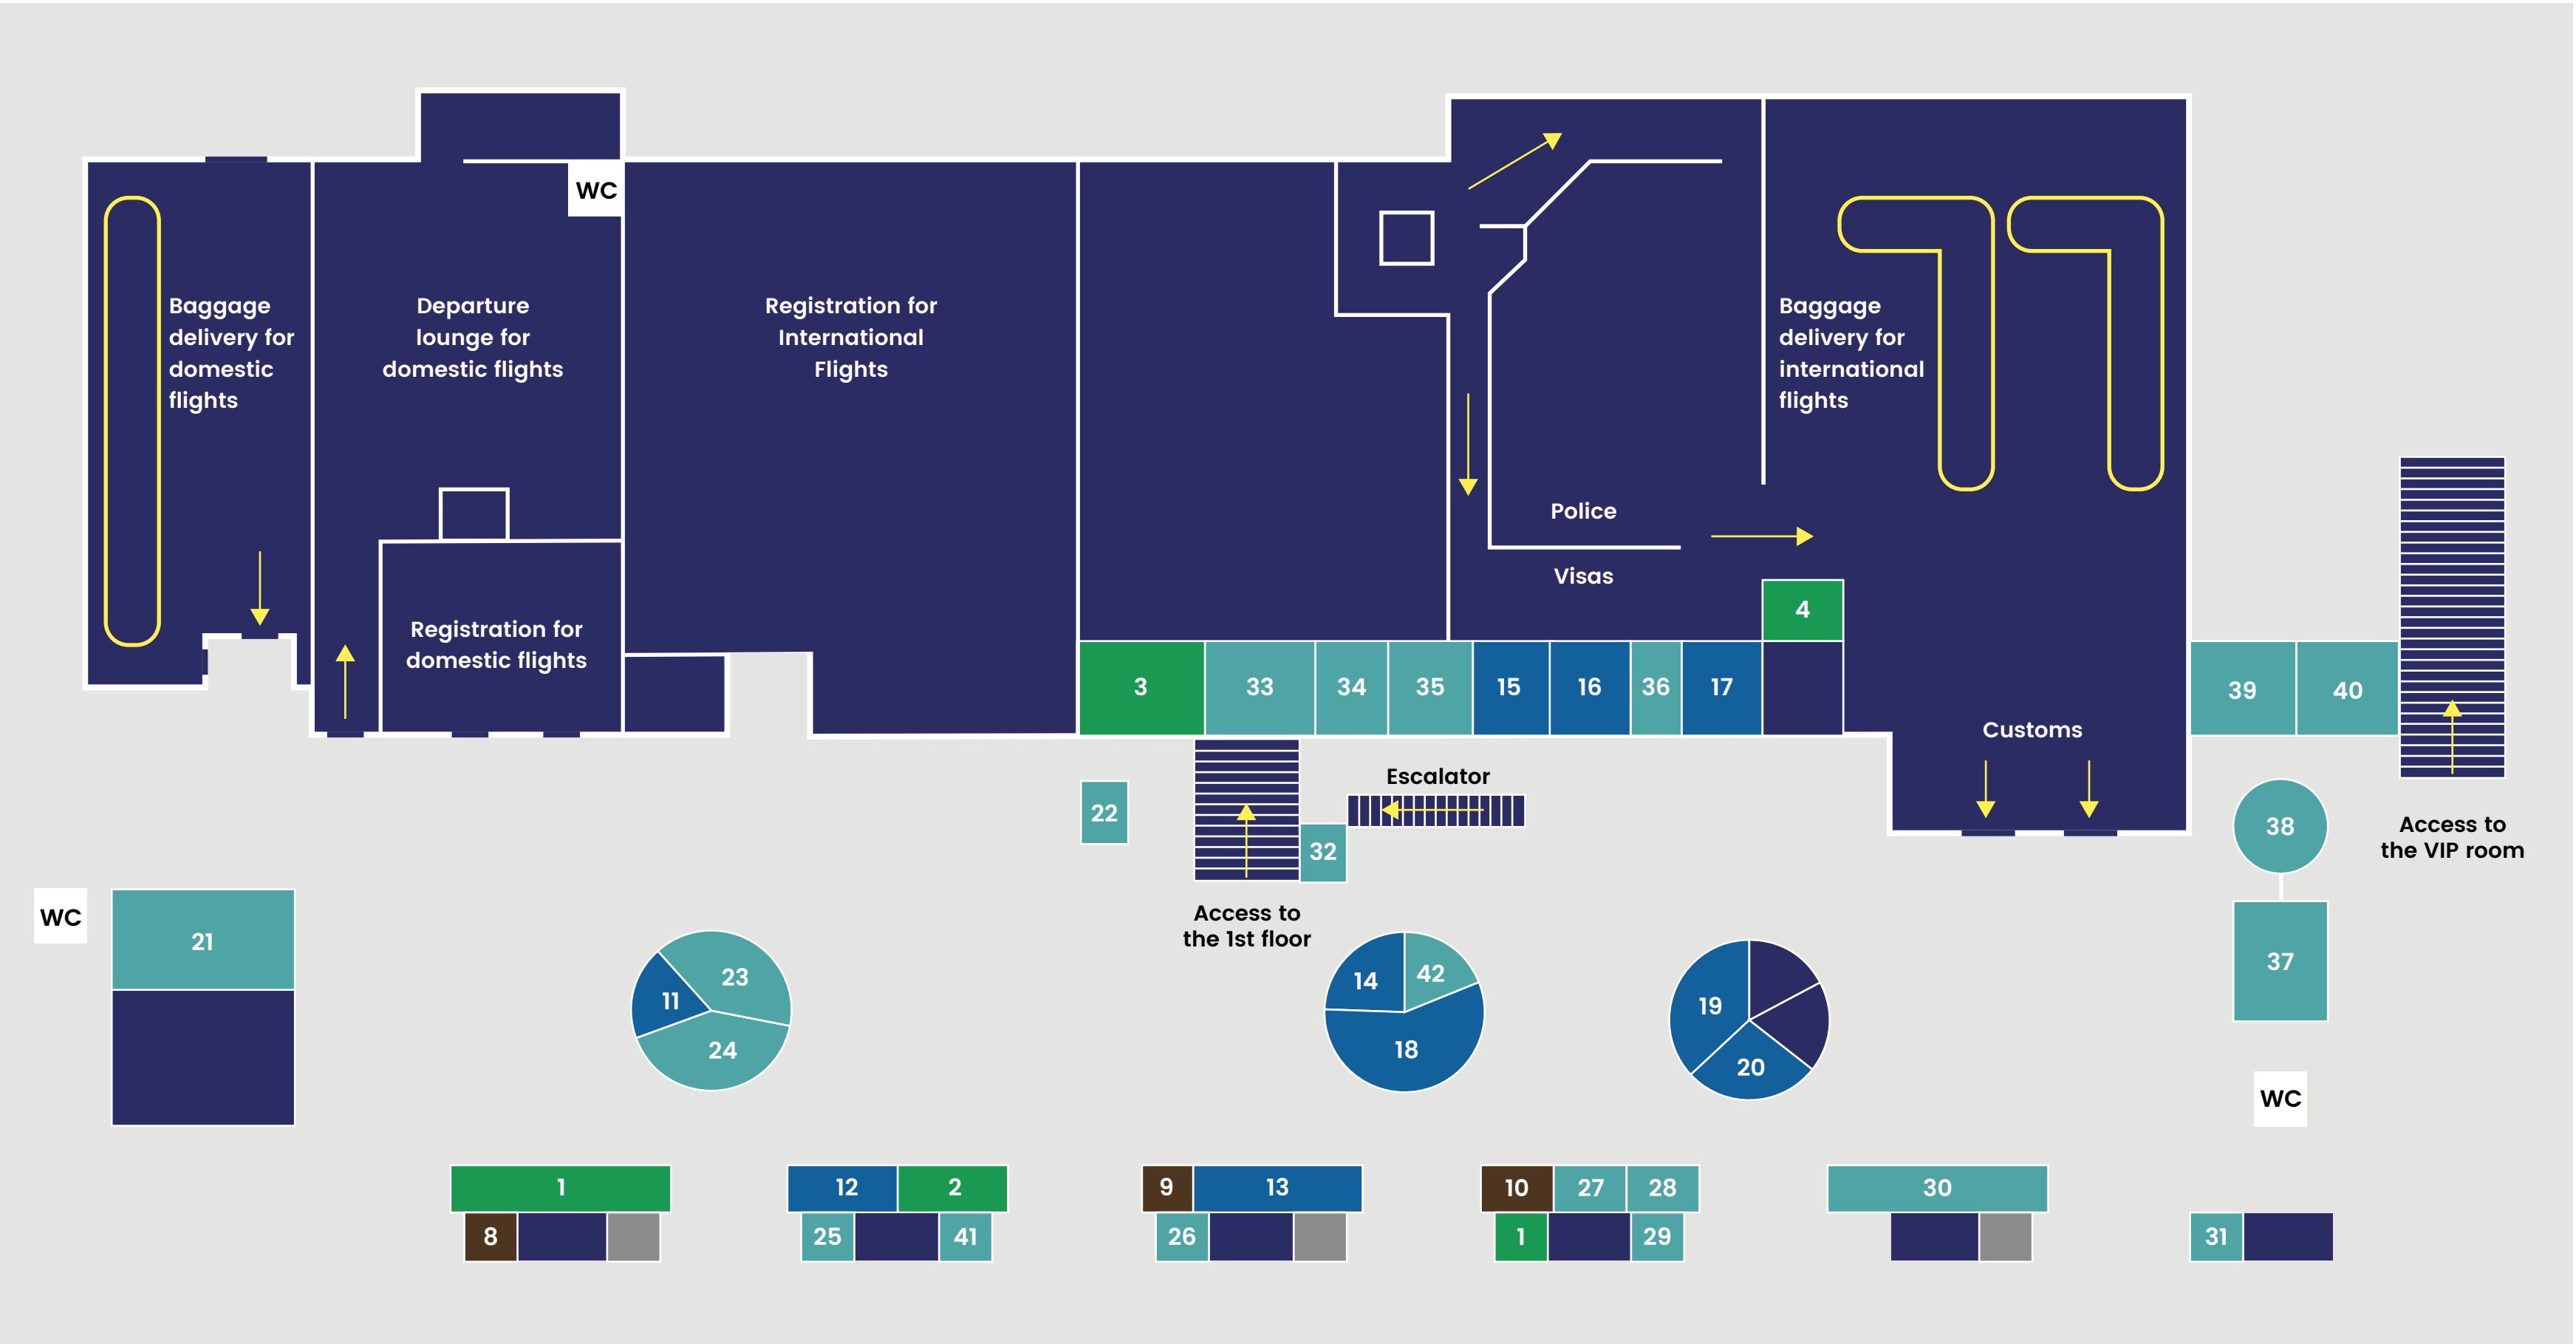 WC
Baggage
delivery for
domestic
flights
Departure
lounge for
domestic flights
Registration for
International
Flights
Baggage
delivery for
international
flights
Police
Visas
4
Registration for
domestic flights
3 33 34 35 15 16 36 17
39 40
Customs
Escalator
22
32
38
Access to
the VIP room
WC
21
Access to
the 1st floor
23
11
24
14 42
18
19
20
37
WC
1
8
12 2
25 41
9 13
26
10 27 28
1 29
30
31